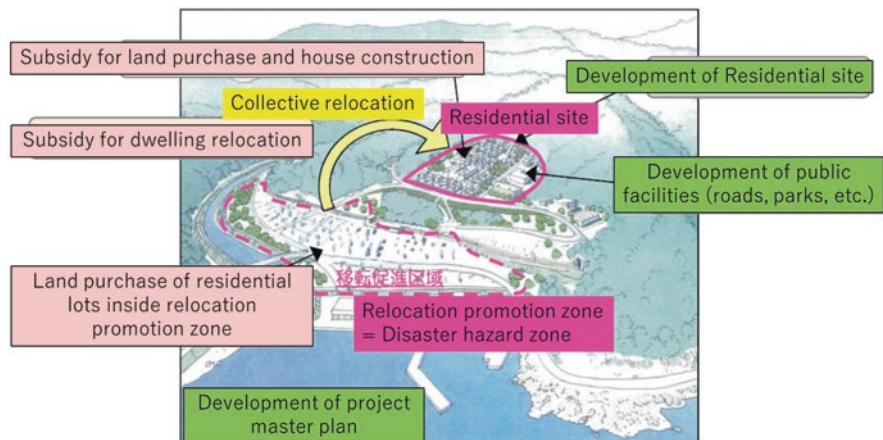 Subsidy for land purchase and house construction
Development of Residential site
Collective relocation
Residential site
Subsidy for dwelling relocation
Development of public
facilities (roads, parks, etc.)
Land purchase of residential
lots inside relocation
promotion zone
移転促進区域
Relocation promotion zone
= Disaster hazard zone
Development of project
master plan